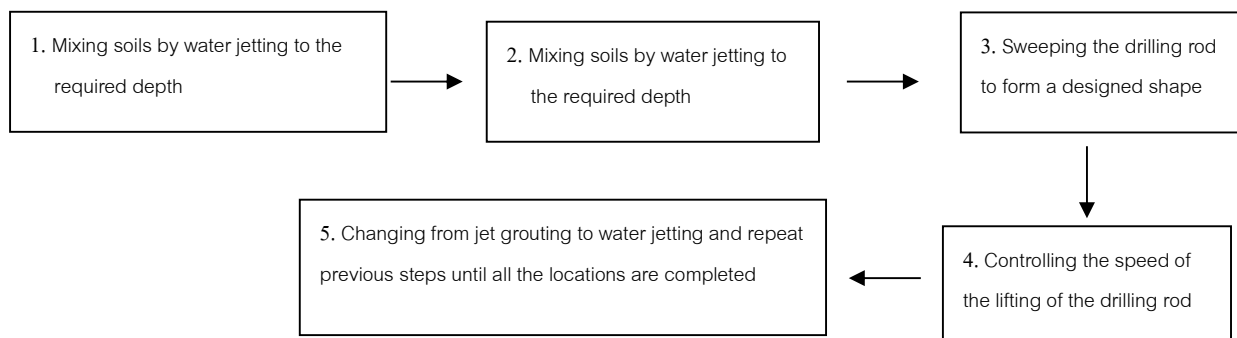 1. Mixing soils by water jetting to the
required depth
2. Mixing soils by water jetting to
the required depth
3. Sweeping the drilling rod
to form a designed shape
4. Controlling the speed of
the lifting of the drilling rod
5. Changing from jet grouting to water jetting and repeat
previous steps until all the locations are completed